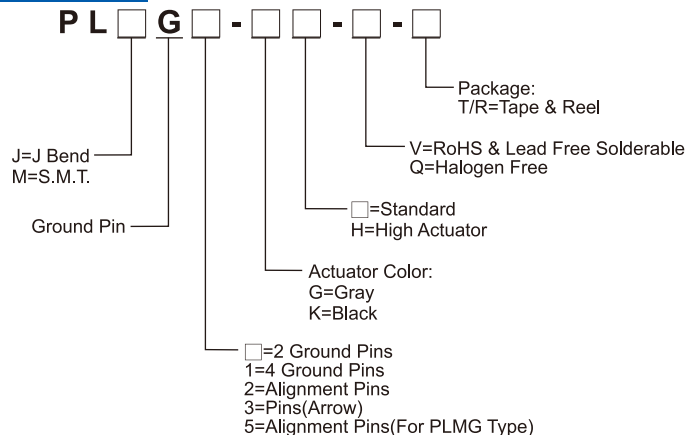 PL□G□-□□-□-□
Package:
T/R=Tape & Reel
J=J Bend
M=S.M.T.
V=RoHS & Lead Free Solderable
Q=Halogen Free
Ground Pin
□=Standard
H=High Actuator
Actuator Color:
G=Gray
K=Black
□=2 Ground Pins
1=4 Ground Pins
2=Alignment Pins
3=Pins(Arrow)
5=Alignment Pins(For PLMG Type)